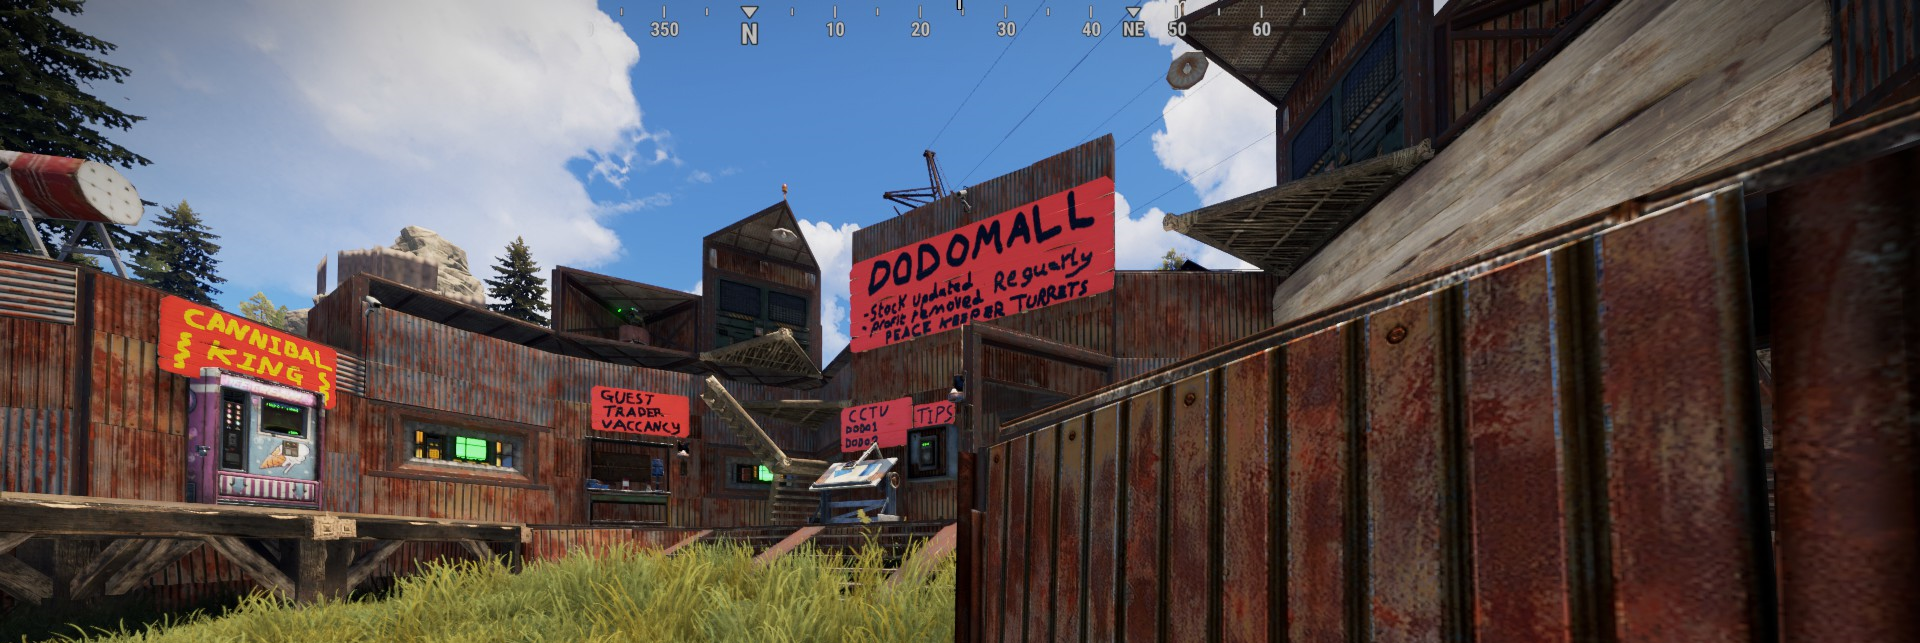 350 N 10 20 30 40 NE 50 60
DODOMALL
-Stock updated
-profit removed Reguarly
PEACE KEEPER TURRETS
CANNIBAL
KING
GUEST
TRADER
VACCANCY
CCTV
DODO1
DODO2
TIPS